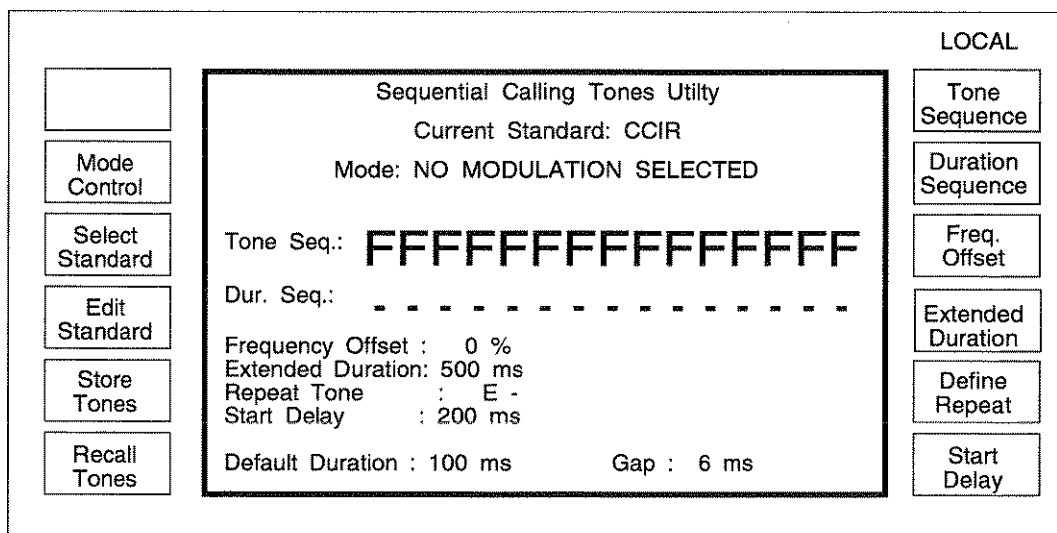 LOCAL
Sequential Calling Tones Utilty
Current Standard: CCIR
Mode: NO MODULATION SELECTED
Tone Seq.: FFFFFFFFFFFFFFF
Dur. Seq.: - - - - - - - - - - - - - - -
Frequency Offset : 0 %
Extended Duration: 500 ms
Repeat Tone : E -
Start Delay : 200 ms
Default Duration : 100 ms Gap : 6 ms
Mode
Control
Select
Standard
Edit
Standard
Store
Tones
Recall
Tones
Tone
Sequence
Duration
Sequence
Freq.
Offset
Extended
Duration
Define
Repeat
Start
Delay